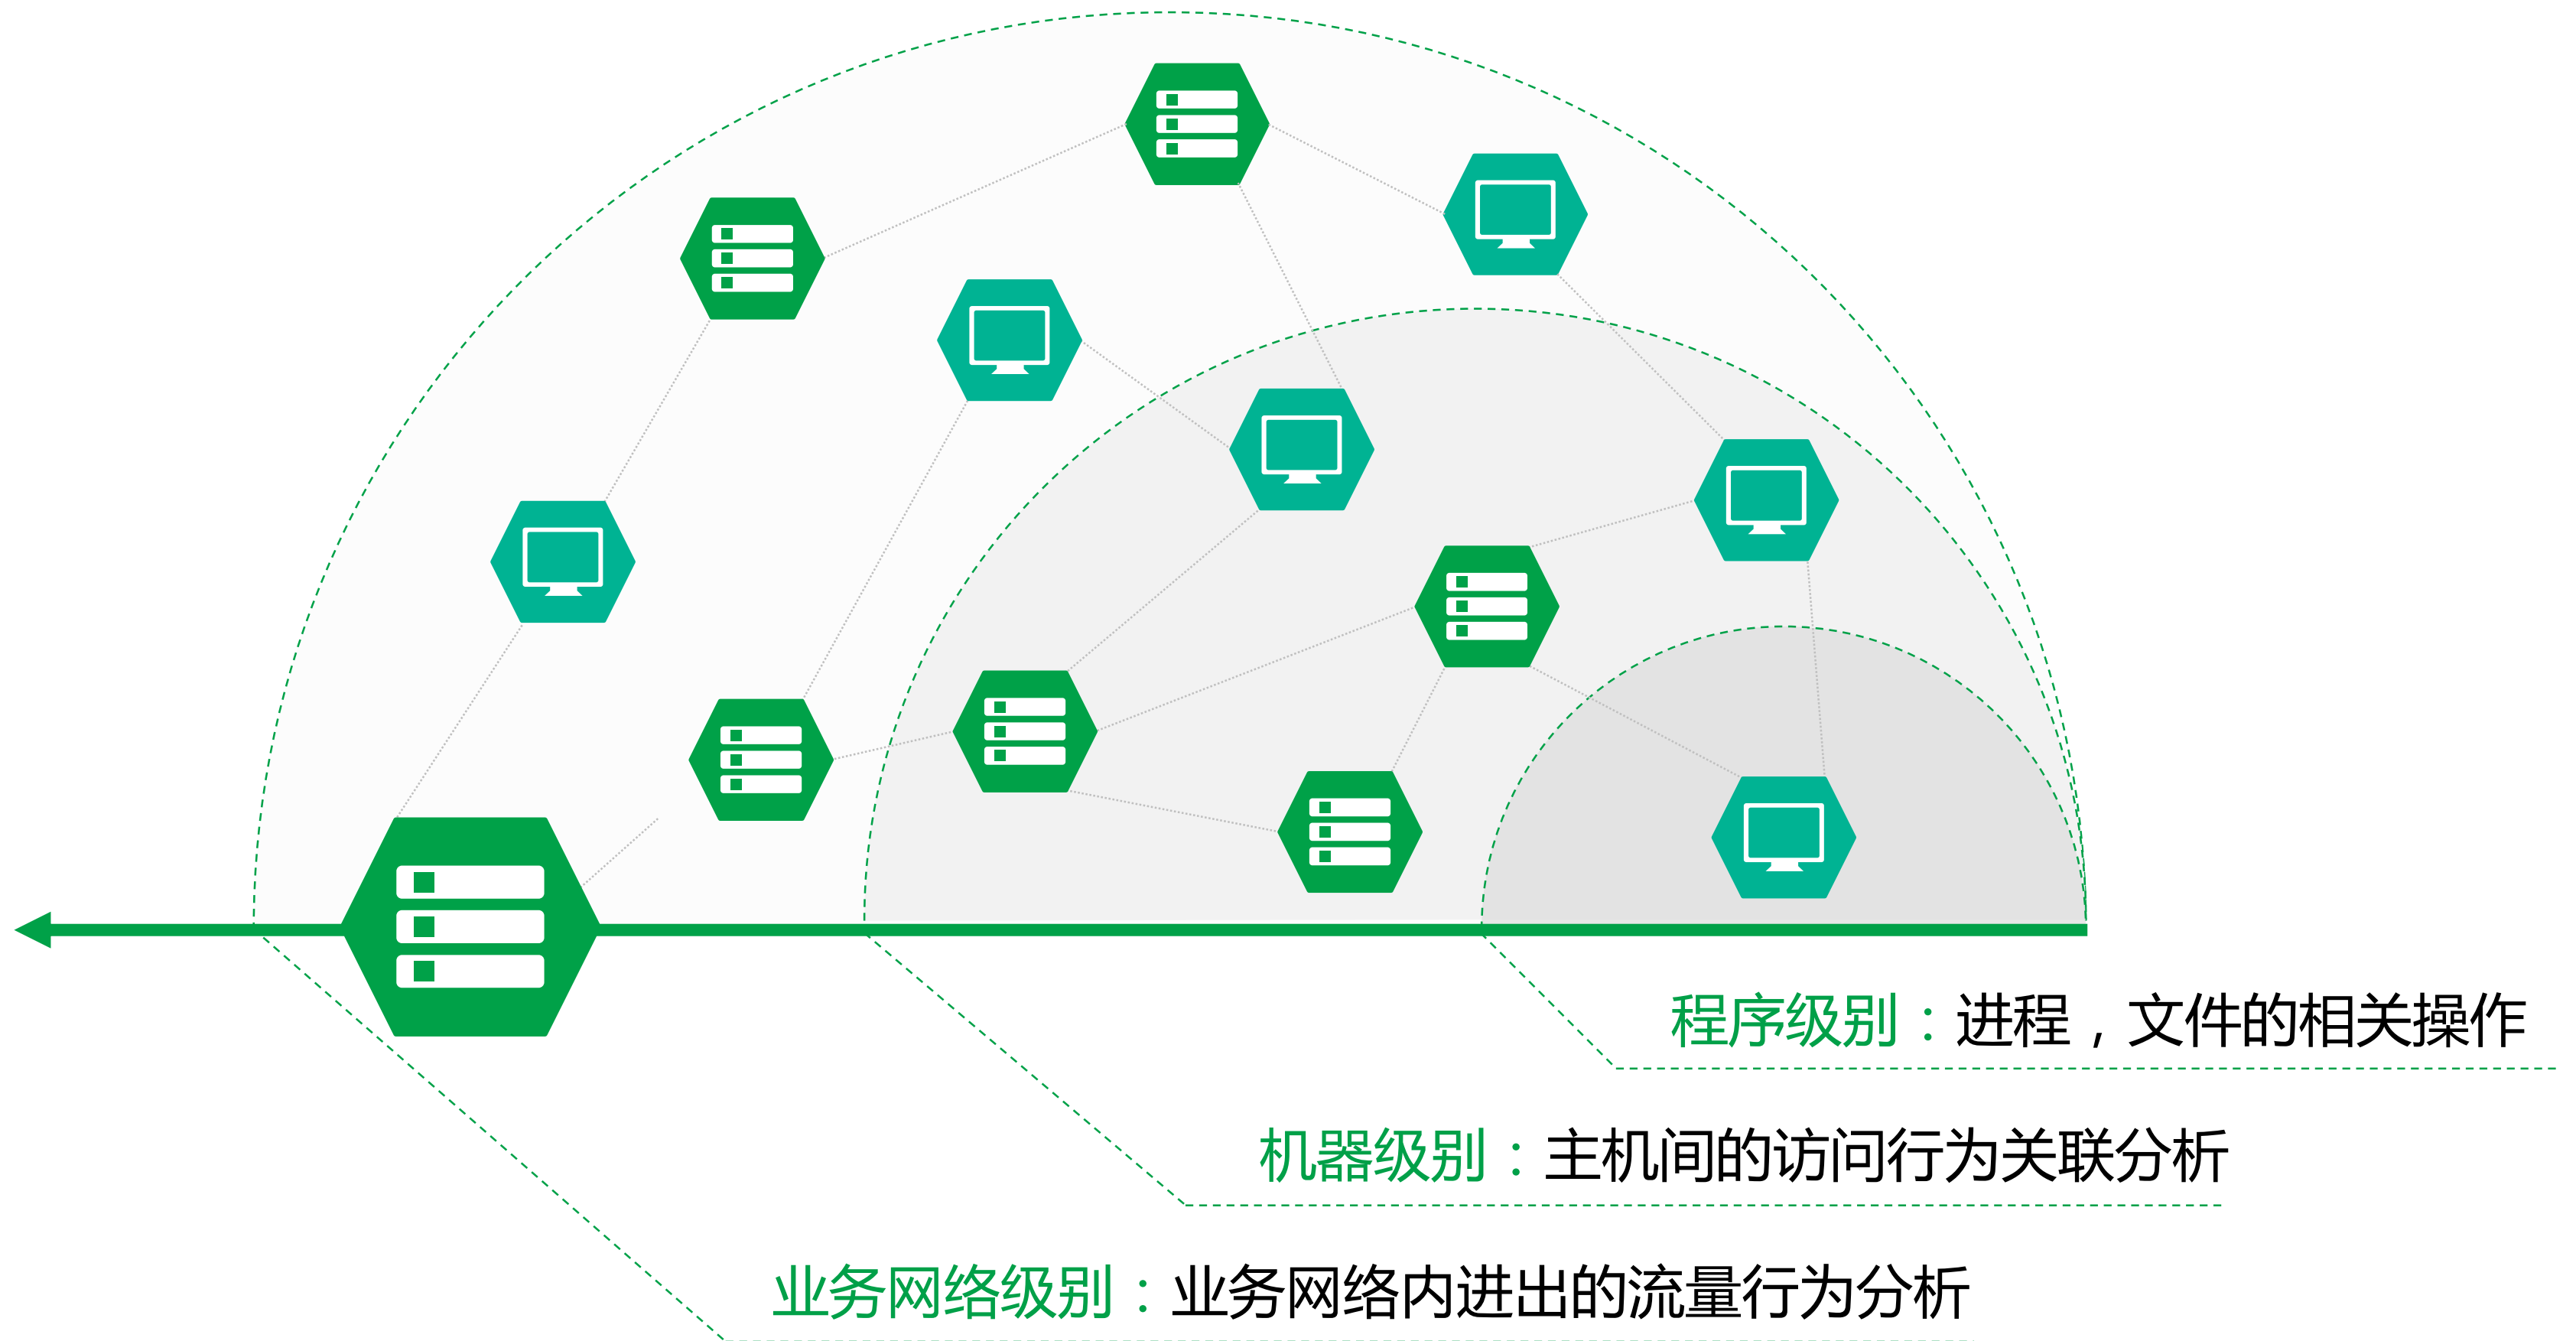 程序级别：进程，文件的相关操作
机器级别：主机间的访问行为关联分析
业务网络级别：业务网络内进出的流量行为分析